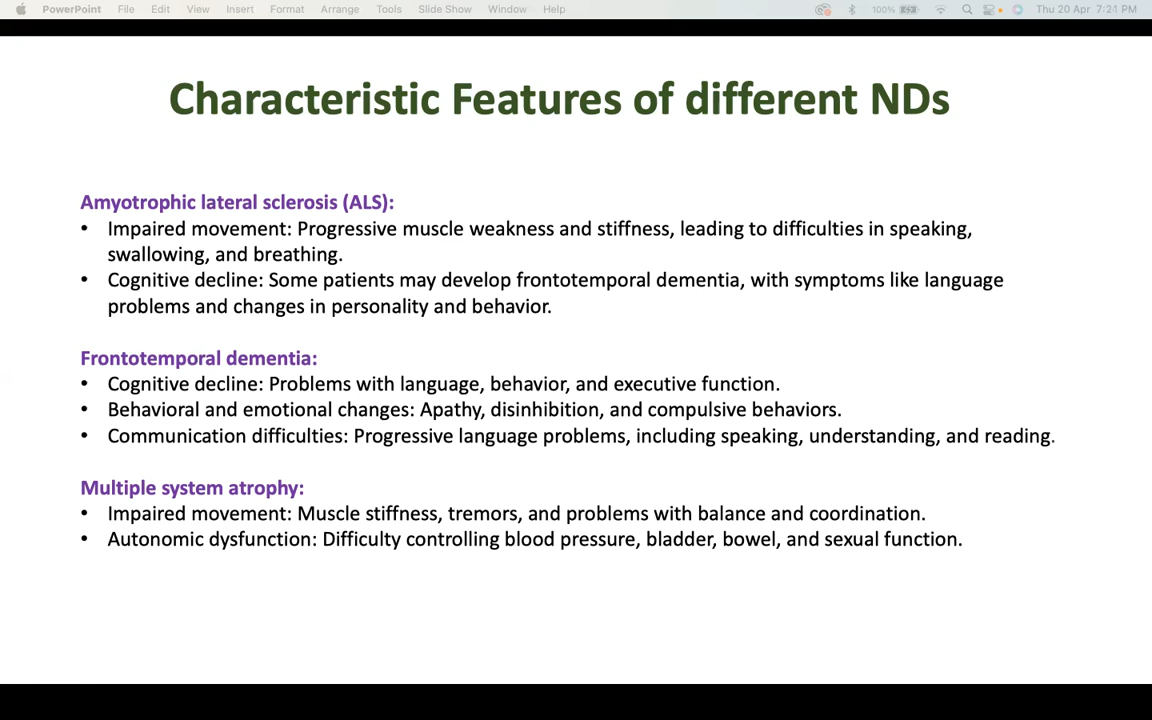 PowerPoint File Edit View Insert Format Arrange Tools Slide Show Window Help 100% Thu 20 Apr 7:21 PM
Characteristic Features of different NDs
Amyotrophic lateral sclerosis (ALS):
• Impaired movement: Progressive muscle weakness and stiffness, leading to difficulties in speaking,
swallowing, and breathing.
• Cognitive decline: Some patients may develop frontotemporal dementia, with symptoms like language
problems and changes in personality and behavior.
Frontotemporal dementia:
• Cognitive decline: Problems with language, behavior, and executive function.
• Behavioral and emotional changes: Apathy, disinhibition, and compulsive behaviors.
• Communication difficulties: Progressive language problems, including speaking, understanding, and reading.
Multiple system atrophy:
• Impaired movement: Muscle stiffness, tremors, and problems with balance and coordination.
• Autonomic dysfunction: Difficulty controlling blood pressure, bladder, bowel, and sexual function.